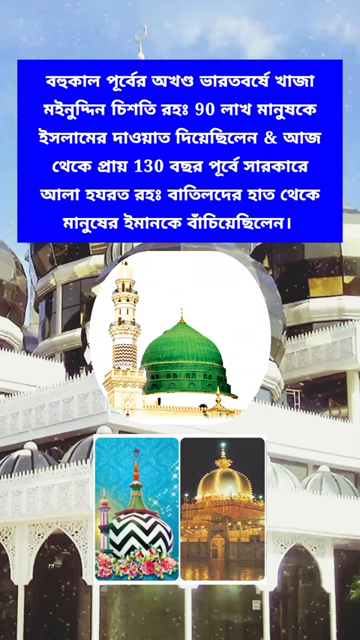 বহুকাল পূর্বের অখণ্ড ভারতবর্ষে খাজা
মইনুদ্দিন চিশতি রহঃ 90 লাখ মানুষকে
ইসলামের দাওয়াত দিয়েছিলেন & আজ
থেকে প্রায় 130 বছর পূর্বে সারকারে
আলা হযরত রহঃ বাতিলদের হাত থেকে
মানুষের ইমানকে বাঁচিয়েছিলেন।